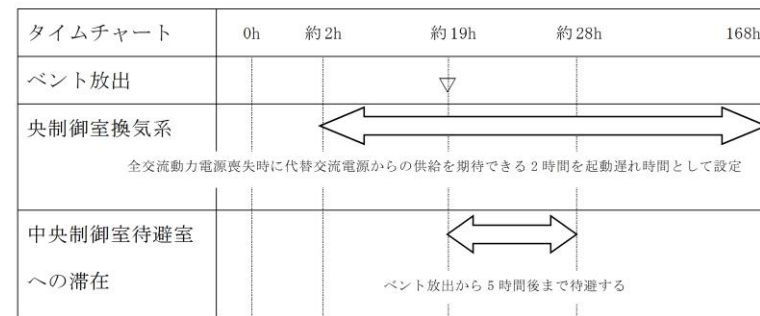 タイムチャート 0h 約2h 約19h 約28h 168h
ベント放出
央制御室換気系
全交流動力電源喪失時に代替交流電源からの供給を期待できる2時間を起動遅れ時間として設定
中央制御室待避室
への滞在
ベント放出から5時間後まで待避する